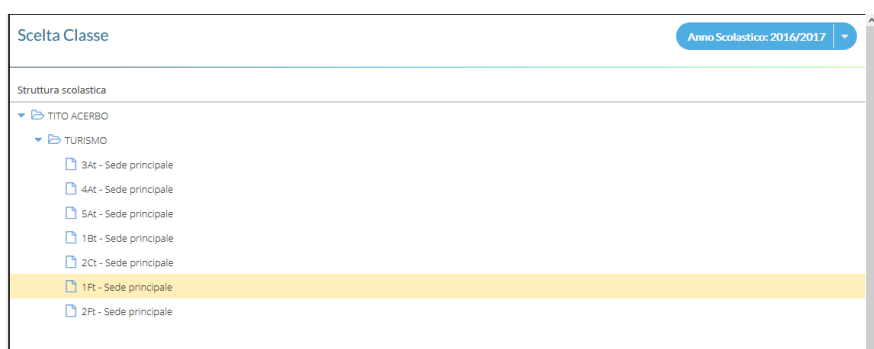 Scelta Classe
Anno Scolastico: 2016/2017
Struttura scolastica
TITO ACERBO
TURISMO
3At - Sede principale
4At - Sede principale
5At - Sede principale
1Bt - Sede principale
2Ct - Sede principale
1Ft - Sede principale
2Ft - Sede principale